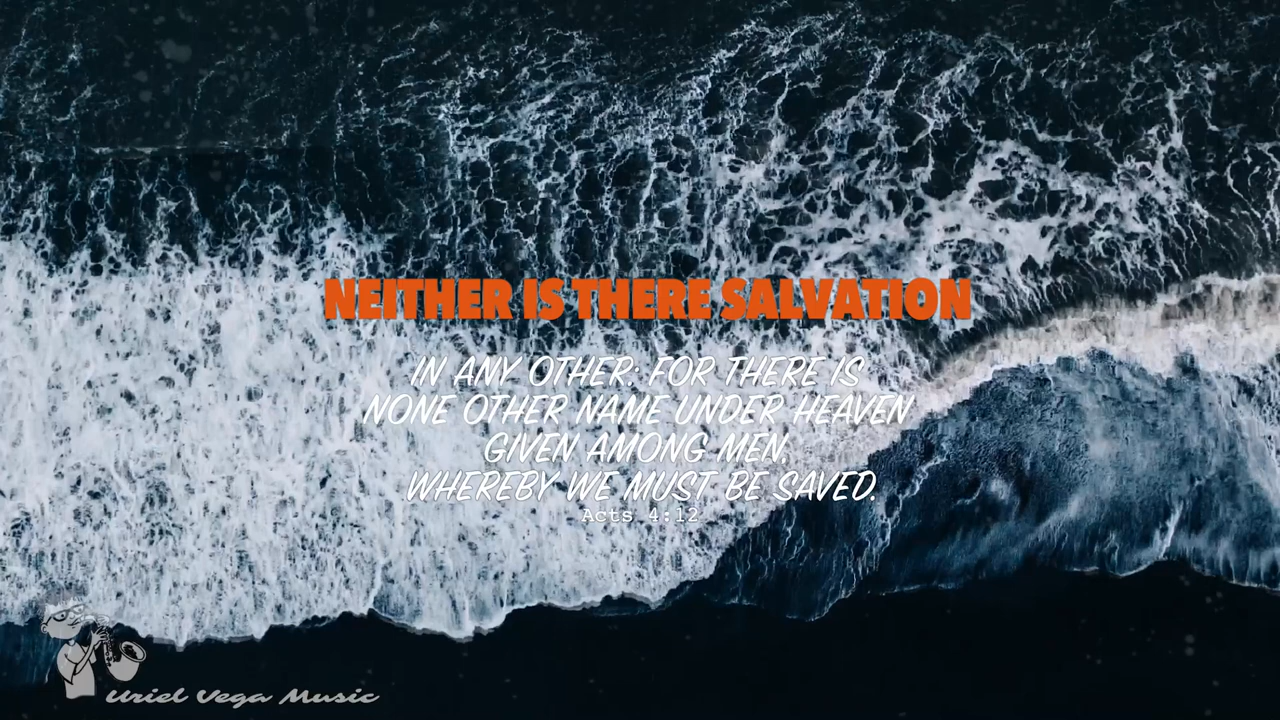 NEITHER IS THERE SALVATION
IN ANY OTHER: FOR THERE IS
NONE OTHER NAME UNDER HEAVEN
GIVEN AMONG MEN,
WHEREBY WE MUST BE SAVED.
Acts 4:12
Uriel Vega Music